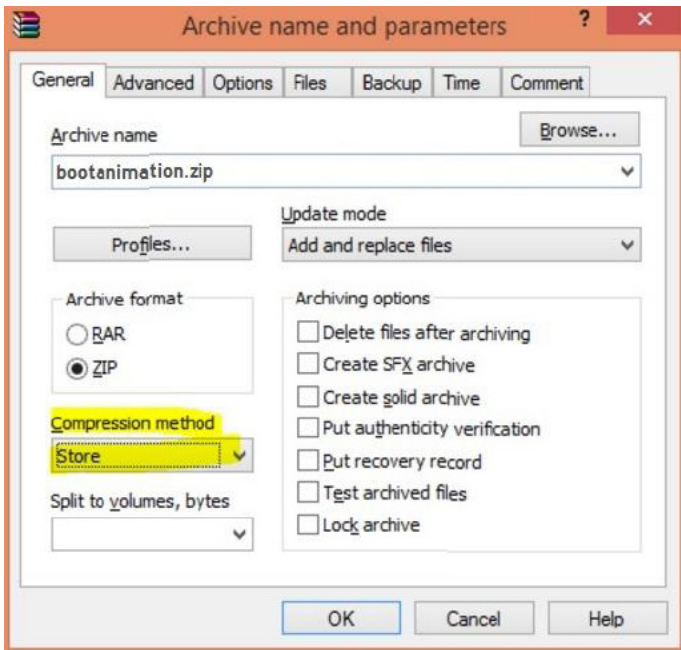 Archive name and parameters
? ×
General Advanced Options Files Backup Time Comment
Archive name
Browse...
bootanimation.zip
Update mode
Profiles...
Add and replace files
Archive format
RAR
ZIP
Archiving options
Delete files after archiving
Create SFX archive
Create solid archive
Put authenticity verification
Put recovery record
Test archived files
Lock archive
Compression method
Store
Split to volumes, bytes
OK Cancel Help